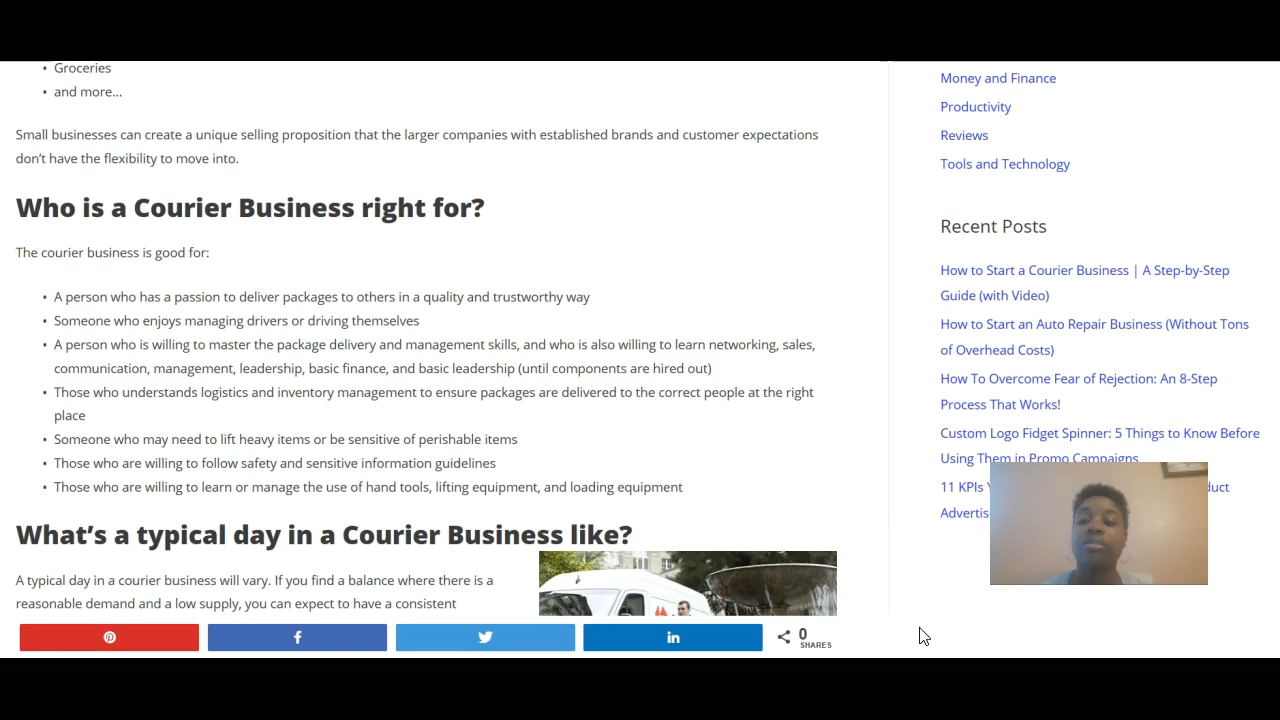 Groceries
and more...
Small businesses can create a unique selling proposition that the larger companies with established brands and customer expectations
don't have the flexibility to move into.
Who is a Courier Business right for?
The courier business is good for:
A person who has a passion to deliver packages to others in a quality and trustworthy way
Someone who enjoys managing drivers or driving themselves
A person who is willing to master the package delivery and management skills, and who is also willing to learn networking, sales,
communication, management, leadership, basic finance, and basic leadership (until components are hired out)
Those who understands logistics and inventory management to ensure packages are delivered to the correct people at the right
place
Someone who may need to lift heavy items or be sensitive of perishable items
Those who are willing to follow safety and sensitive information guidelines
Those who are willing to learn or manage the use of hand tools, lifting equipment, and loading equipment
What's a typical day in a Courier Business like?
A typical day in a courier business will vary. If you find a balance where there is a
reasonable demand and a low supply, you can expect to have a consistent
0
SHARES
Money and Finance
Productivity
Reviews
Tools and Technology
Recent Posts
How to Start a Courier Business | A Step-by-Step
Guide (with Video)
How to Start an Auto Repair Business (Without Tons
of Overhead Costs)
How To Overcome Fear of Rejection: An 8-Step
Process That Works!
Custom Logo Fidget Spinner: 5 Things to Know Before
Using Them in Promo Campaigns
11 KPIs